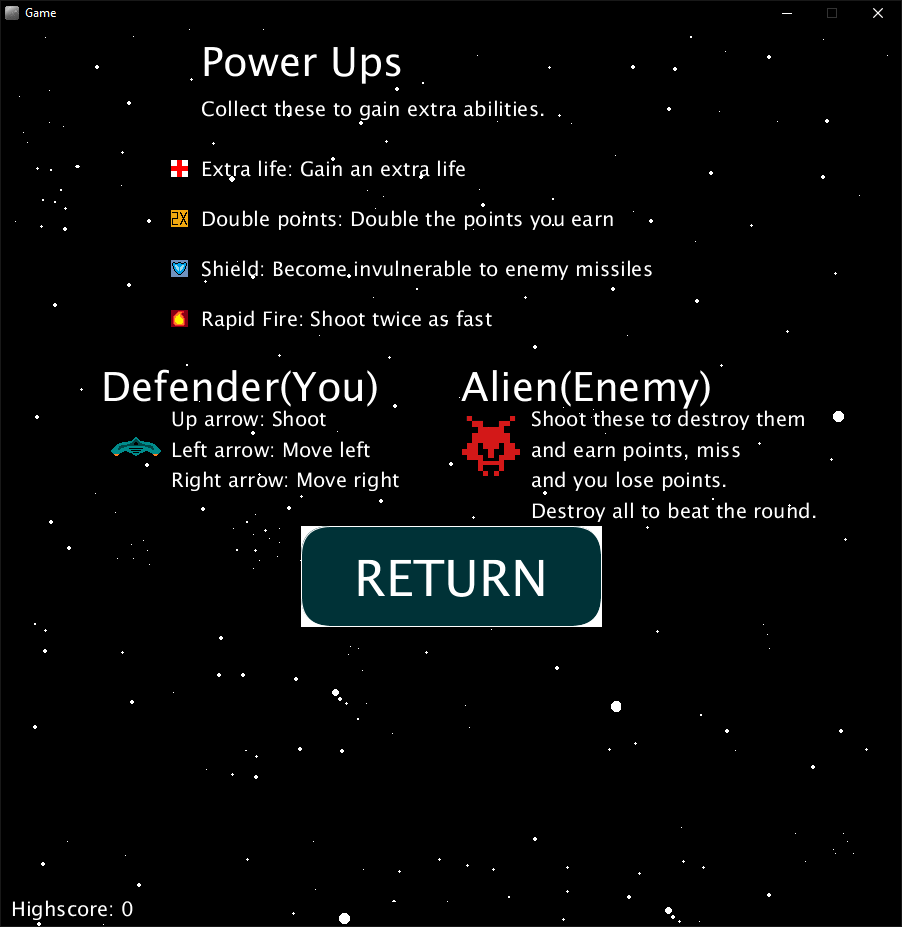 Game
Power Ups
Collect these to gain extra abilities.
Extra life: Gain an extra life
2X
Double points: Double the points you earn
Shield: Become invulnerable to enemy missiles
Rapid Fire: Shoot twice as fast
Defender(You)
Up arrow: Shoot
Left arrow: Move left
Right arrow: Move right
Alien(Enemy)
Shoot these to destroy them
and earn points, miss
and you lose points.
Destroy all to beat the round.
RETURN
Highscore: 0